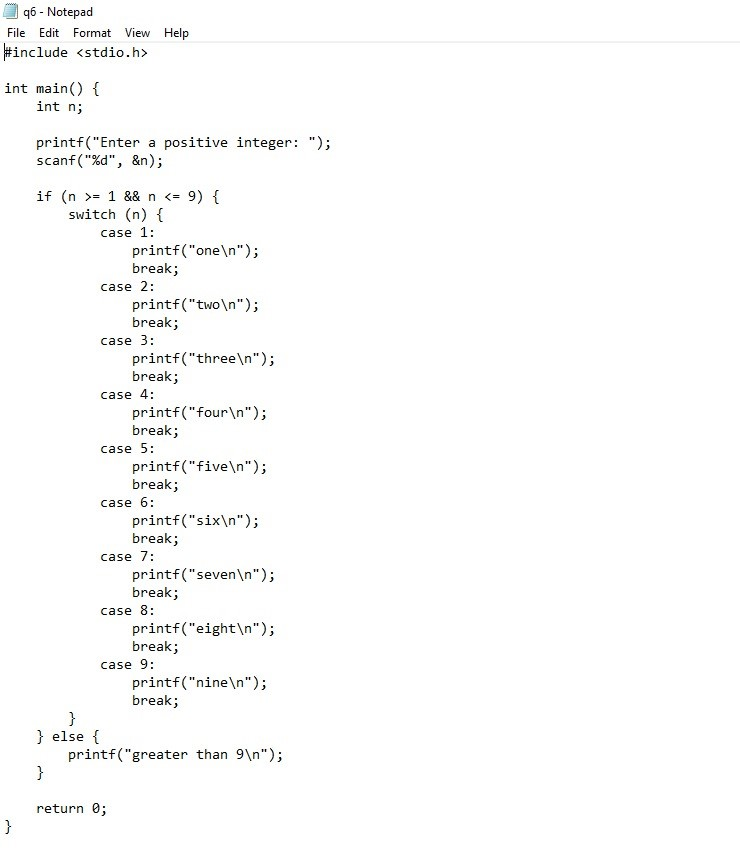 q6 - Notepad
File Edit Format View Help
#include <stdio.h>

int main() {
    int n;

    printf("Enter a positive integer: ");
    scanf("%d", &n);

    if (n >= 1 && n <= 9) {
        switch (n) {
            case 1:
                printf("one\n");
                break;
            case 2:
                printf("two\n");
                break;
            case 3:
                printf("three\n");
                break;
            case 4:
                printf("four\n");
                break;
            case 5:
                printf("five\n");
                break;
            case 6:
                printf("six\n");
                break;
            case 7:
                printf("seven\n");
                break;
            case 8:
                printf("eight\n");
                break;
            case 9:
                printf("nine\n");
                break;
        }
    } else {
        printf("greater than 9\n");
    }

    return 0;
}